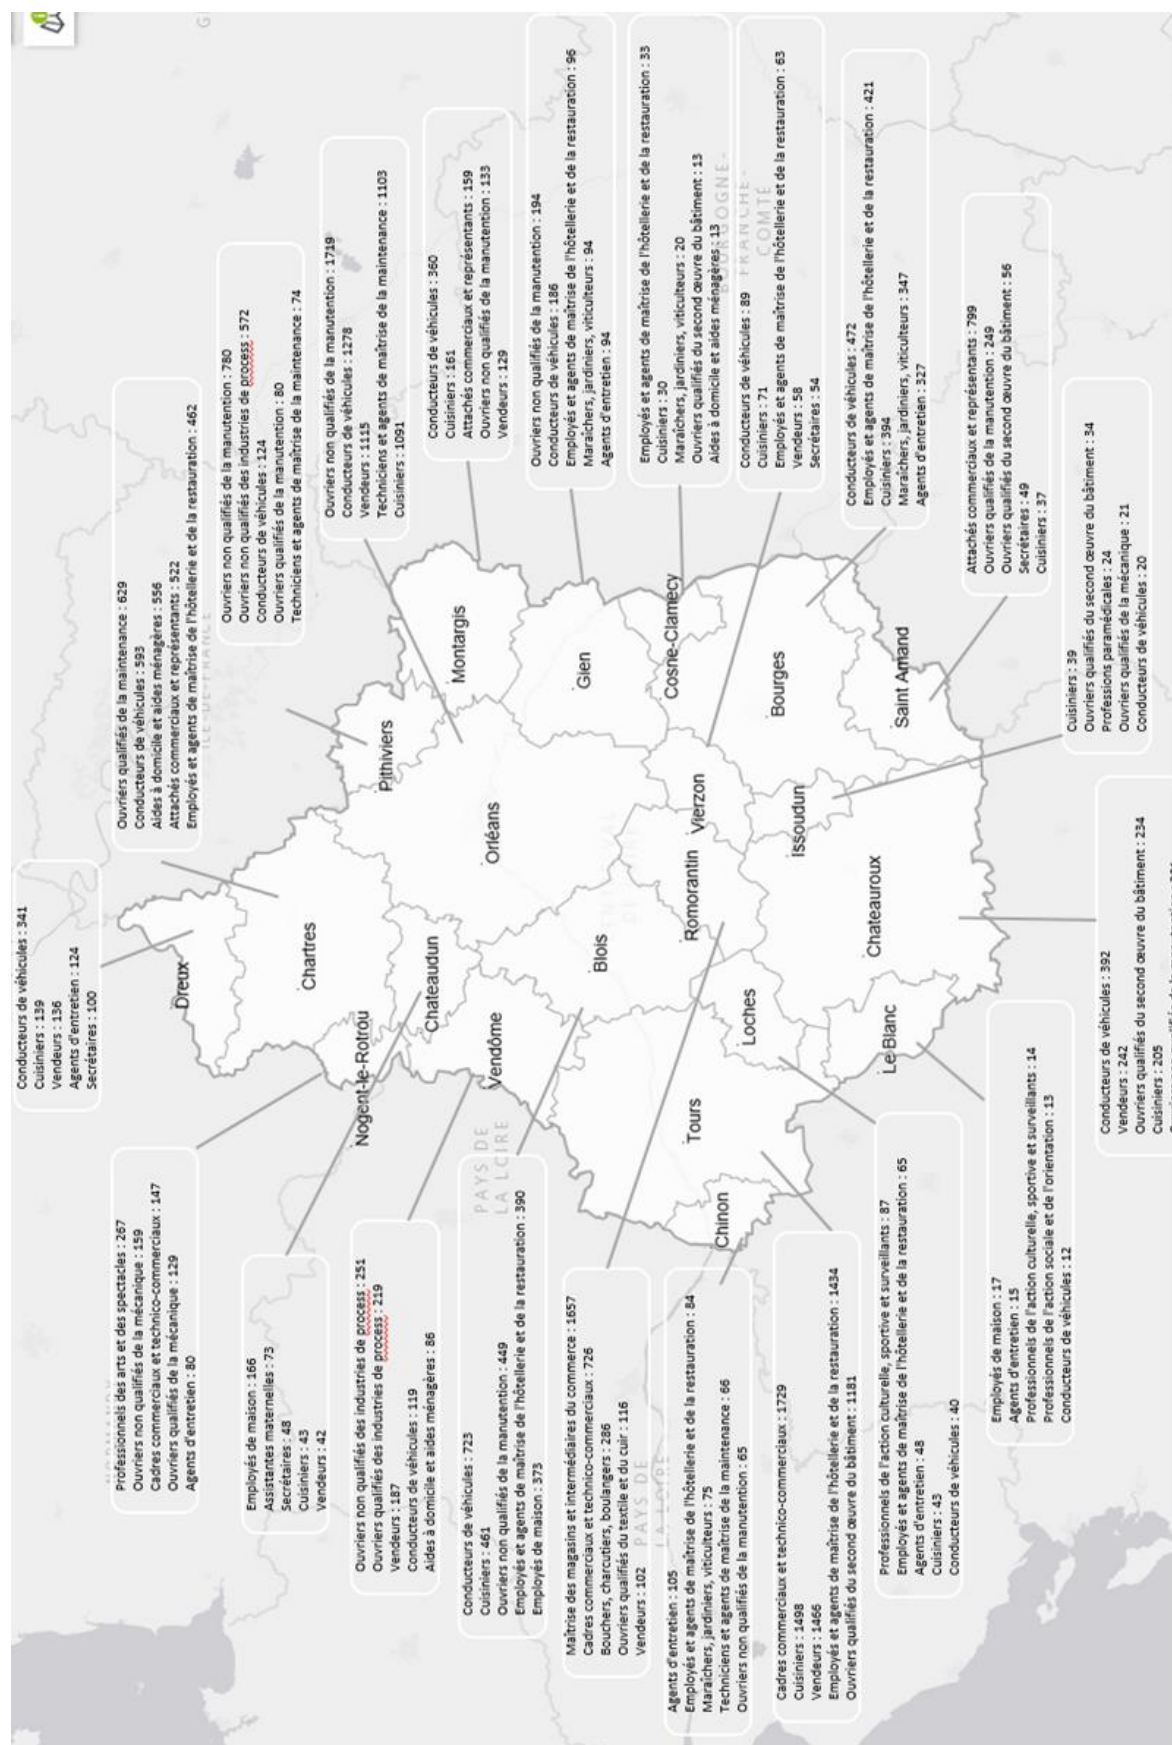 Conducteurs de véhicules : 341
Cuisiniers : 139
Vendeurs : 136
Agents d'entretien : 124
Secrétaires : 100
Ouvriers qualifiés de la maintenance : 629
Conducteurs de véhicules : 593
Aides à domicile et aides ménagères : 556
Attachés commerciaux et représentants : 522
Employés et agents de maîtrise de l'hôtellerie et de la restauration : 462
Ouvriers non qualifiés de la manutention : 780
Ouvriers non qualifiés des industries de process : 572
Conducteurs de véhicules : 124
Ouvriers qualifiés de la manutention : 80
Techniciens et agents de maîtrise de la maintenance : 74
Ouvriers non qualifiés de la manutention : 1719
Conducteurs de véhicules : 1278
Vendeurs : 1115
Techniciens et agents de maîtrise de la maintenance : 1103
Cuisiniers : 1091
Conducteurs de véhicules : 360
Cuisiniers : 161
Attachés commerciaux et représentants : 159
Ouvriers non qualifiés de la manutention : 133
Vendeurs : 129
Ouvriers non qualifiés de la manutention : 194
Conducteurs de véhicules : 186
Employés et agents de maîtrise de l'hôtellerie et de la restauration : 96
Maraîchers, jardiniers, viticulteurs : 94
Agents d'entretien : 94
Employés et agents de maîtrise de l'hôtellerie et de la restauration : 33
Cuisiniers : 30
Maraîchers, jardiniers, viticulteurs : 20
Ouvriers qualifiés du second œuvre du bâtiment : 13
Aides à domicile et aides ménagères : 13
Conducteurs de véhicules : 89
Cuisiniers : 71
Employés et agents de maîtrise de l'hôtellerie et de la restauration : 63
Vendeurs : 58
Secrétaires : 54
Conducteurs de véhicules : 472
Employés et agents de maîtrise de l'hôtellerie et de la restauration : 421
Cuisiniers : 394
Maraîchers, jardiniers, viticulteurs : 347
Agents d'entretien : 327
Attachés commerciaux et représentants : 799
Ouvriers qualifiés de la manutention : 249
Ouvriers qualifiés du second œuvre du bâtiment : 56
Secrétaires : 49
Cuisiniers : 37
Cuisiniers : 39
Ouvriers qualifiés du second œuvre du bâtiment : 34
Professions paramédicales : 24
Ouvriers qualifiés de la mécanique : 21
Conducteurs de véhicules : 20
Conducteurs de véhicules : 392
Vendeurs : 242
Ouvriers qualifiés du second œuvre du bâtiment : 234
Cuisiniers : 205
Dreux
Chartres
Nogent-le-Rotrou
Chateaudun
Pithiviers
Montargis
Orléans
Vendôme
Blois
Gien
Cosne-Clamecy
Romorantin
Vierzon
Bourges
Tours
Loches
Chinon
Issoudun
Chateauroux
Le Blanc
Saint Amand
ILE-DE-FRANCE
BOURGOGNE-
FRANCHE-
COMTÉ
PAYS DE
LA LOIRE
PAYS DE
LA LOIRE
Professionnels des arts et des spectacles : 267
Ouvriers non qualifiés de la mécanique : 159
Cadres commerciaux et technico-commerciaux : 147
Ouvriers qualifiés de la mécanique : 129
Agents d'entretien : 80
Employés de maison : 166
Assistantes maternelles : 73
Secrétaires : 48
Cuisiniers : 43
Vendeurs : 42
Ouvriers non qualifiés des industries de process : 251
Ouvriers qualifiés des industries de process : 219
Vendeurs : 187
Conducteurs de véhicules : 119
Aides à domicile et aides ménagères : 86
Conducteurs de véhicules : 723
Cuisiniers : 461
Ouvriers non qualifiés de la manutention : 449
Employés et agents de maîtrise de l'hôtellerie et de la restauration : 390
Employés de maison : 373
Maîtrise des magasins et intermédiaires du commerce : 1657
Cadres commerciaux et technico-commerciaux : 726
Bouchers, charcutiers, boulangers : 286
Ouvriers qualifiés du textile et du cuir : 116
Vendeurs : 102
Agents d'entretien : 105
Employés et agents de maîtrise de l'hôtellerie et de la restauration : 84
Maraîchers, jardiniers, viticulteurs : 75
Techniciens et agents de maîtrise de la maintenance : 66
Ouvriers non qualifiés de la manutention : 65
Cadres commerciaux et technico-commerciaux : 1729
Cuisiniers : 1498
Vendeurs : 1466
Employés et agents de maîtrise de l'hôtellerie et de la restauration : 1434
Ouvriers qualifiés du second œuvre du bâtiment : 1181
Professionnels de l'action culturelle, sportive et surveillants : 87
Employés et agents de maîtrise de l'hôtellerie et de la restauration : 65
Agents d'entretien : 48
Cuisiniers : 43
Conducteurs de véhicules : 40
Employés de maison : 17
Agents d'entretien : 15
Professionnels de l'action culturelle, sportive et surveillants : 14
Professionnels de l'action sociale et de l'orientation : 13
Conducteurs de véhicules : 12